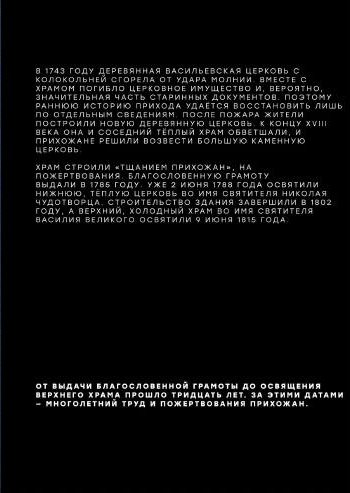 В 1743 ГОДУ ДЕРЕВЯННАЯ ВАСИЛЬЕВСКАЯ ЦЕРКОВЬ С
КОЛОКОЛЬНЕЙ СГОРЕЛА ОТ УДАРА МОЛНИИ. ВМЕСТЕ С
ХРАМОМ ПОГИБЛО ЦЕРКОВНОЕ ИМУЩЕСТВО И, ВЕРОЯТНО,
ЗНАЧИТЕЛЬНАЯ ЧАСТЬ СТАРИННЫХ ДОКУМЕНТОВ. ПОЭТОМУ
РАННЮЮ ИСТОРИЮ ПРИХОДА УДАЁТСЯ ВОССТАНОВИТЬ ЛИШЬ
ПО ОТДЕЛЬНЫМ СВЕДЕНИЯМ. ПОСЛЕ ПОЖАРА ЖИТЕЛИ
ПОСТРОИЛИ НОВУЮ ДЕРЕВЯННУЮ ЦЕРКОВЬ. К КОНЦУ XVIII
ВЕКА ОНА И СОСЕДНИЙ ТЁПЛЫЙ ХРАМ ОБВЕТШАЛИ, И
ПРИХОЖАНЕ РЕШИЛИ ВОЗВЕСТИ БОЛЬШУЮ КАМЕННУЮ
ЦЕРКОВЬ.
ХРАМ СТРОИЛИ «ТЩАНИЕМ ПРИХОЖАН», НА
ПОЖЕРТВОВАНИЯ. БЛАГОСЛОВЕННУЮ ГРАМОТУ
ВЫДАЛИ В 1785 ГОДУ. УЖЕ 2 ИЮНЯ 1788 ГОДА ОСВЯТИЛИ
НИЖНЮЮ, ТЕПЛУЮ ЦЕРКОВЬ ВО ИМЯ СВЯТИТЕЛЯ НИКОЛАЯ
ЧУДОТВОРЦА. СТРОИТЕЛЬСТВО ЗДАНИЯ ЗАВЕРШИЛИ В 1802
ГОДУ, А ВЕРХНИЙ, ХОЛОДНЫЙ ХРАМ ВО ИМЯ СВЯТИТЕЛЯ
ВАСИЛИЯ ВЕЛИКОГО ОСВЯТИЛИ 9 ИЮНЯ 1815 ГОДА.
ОТ ВЫДАЧИ БЛАГОСЛОВЕННОЙ ГРАМОТЫ ДО ОСВЯЩЕНИЯ
ВЕРХНЕГО ХРАМА ПРОШЛО ТРИДЦАТЬ ЛЕТ. ЗА ЭТИМИ ДАТАМИ
— МНОГОЛЕТНИЙ ТРУД И ПОЖЕРТВОВАНИЯ ПРИХОЖАН.